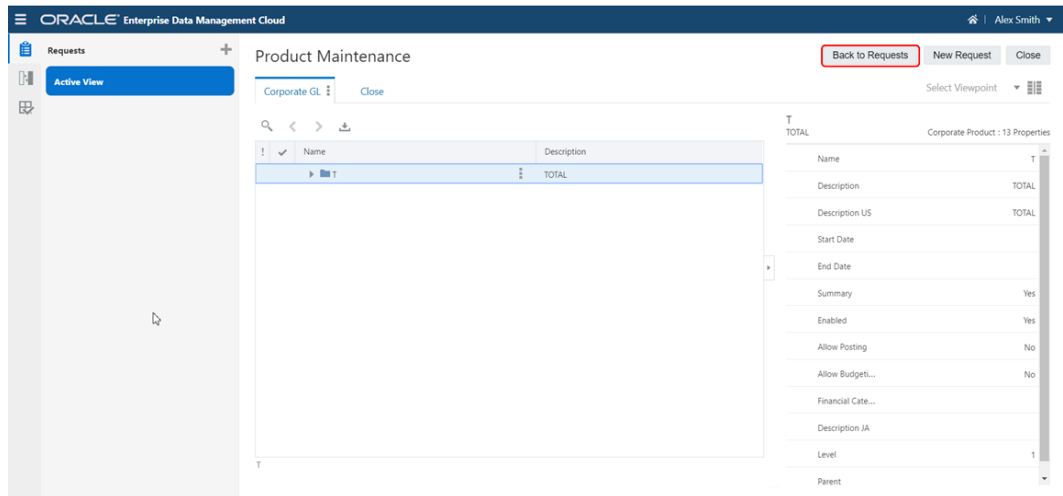 ORACLE® Enterprise Data Management Cloud
Alex Smith
Requests
Active View
Product Maintenance
Back to Requests
New Request
Close
Corporate GL
Close
Select Viewpoint
! Name Description
T TOTAL
T
T
TOTAL
Corporate Product : 13 Properties
Name T
Description TOTAL
Description US TOTAL
Start Date
End Date
Summary Yes
Enabled Yes
Allow Posting No
Allow Budgeti... No
Financial Cate...
Description JA
Level 1
Parent